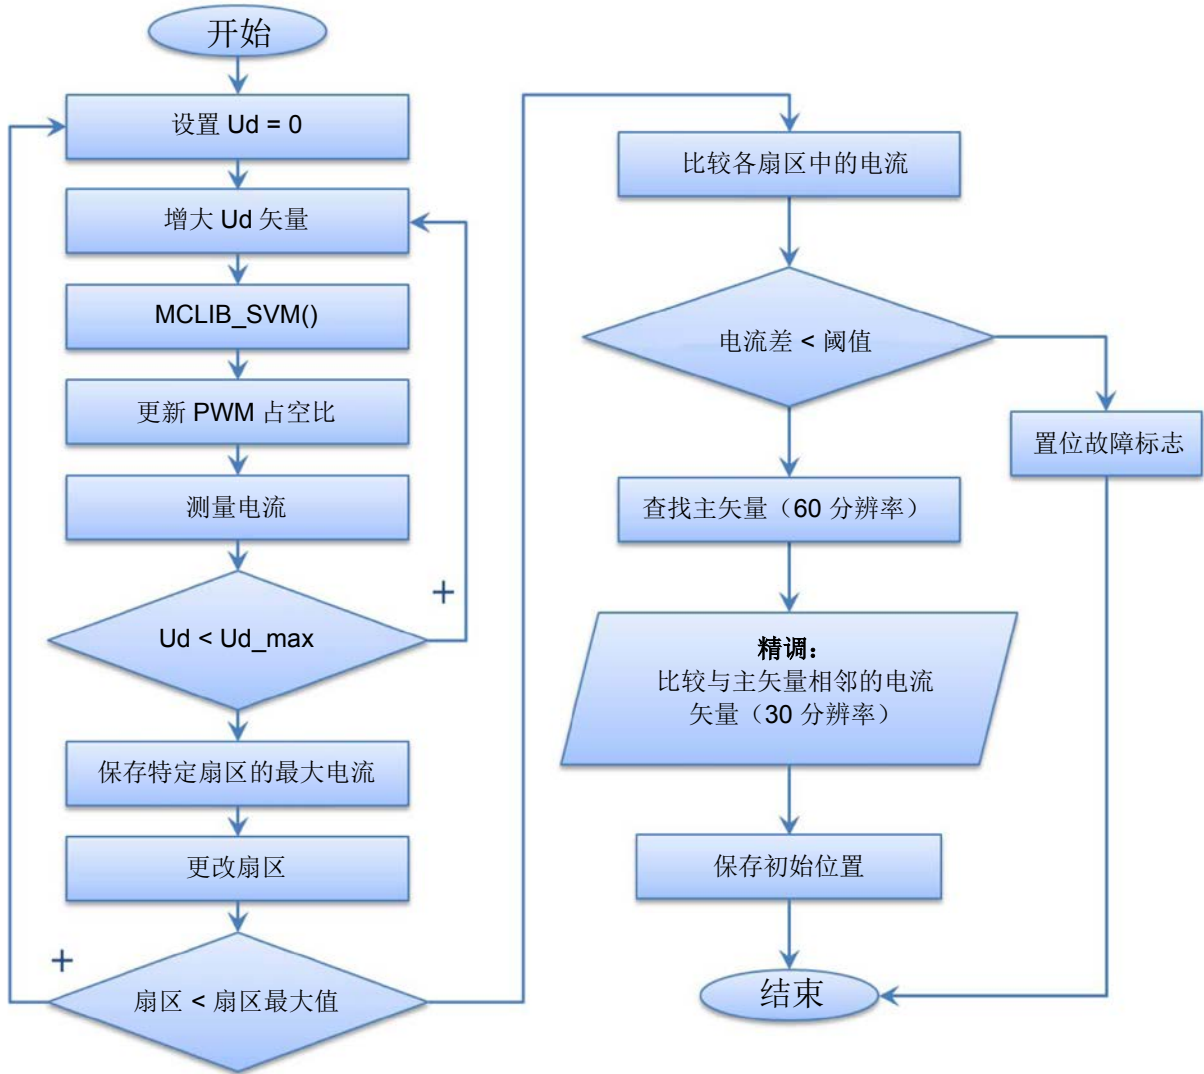 开始
设置 Ud = 0
增大 Ud 矢量
MCLIB_SVM()
更新 PWM 占空比
测量电流
+
Ud < Ud_max
保存特定扇区的最大电流
更改扇区
+
扇区 < 扇区最大值
比较各扇区中的电流
电流差 < 阈值
置位故障标志
查找主矢量（60 分辨率）
精调：
比较与主矢量相邻的电流
矢量（30 分辨率）
保存初始位置
结束